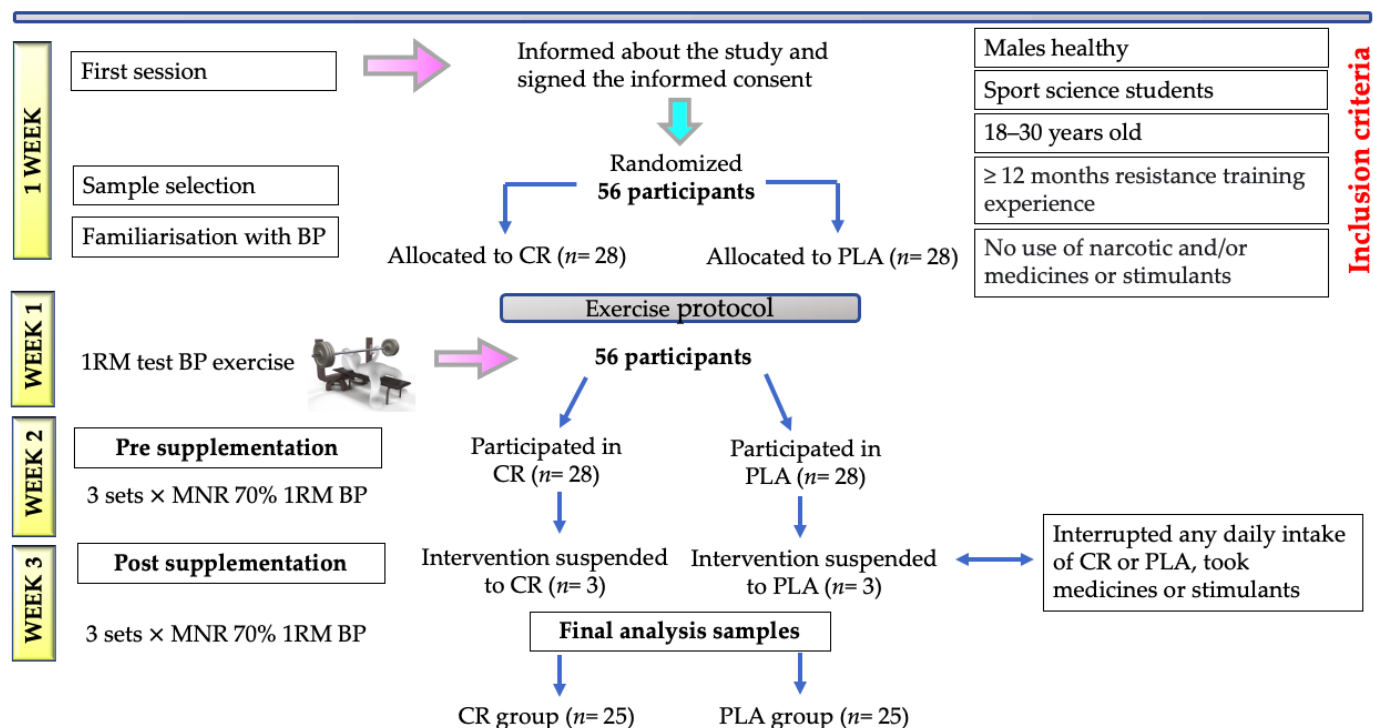 1 WEEK
First session
Informed about the study and
signed the informed consent
Sample selection
Familiarisation with BP
Randomized
56 participants
Allocated to CR (n= 28)
Allocated to PLA (n= 28)
Inclusion criteria
Males healthy
Sport science students
18–30 years old
≥ 12 months resistance training
experience
No use of narcotic and/or
medicines or stimulants
Exercise protocol
WEEK 1
1RM test BP exercise
56 participants
WEEK 2
Pre supplementation
3 sets × MNR 70% 1RM BP
Participated in
CR (n= 28)
Participated in
PLA (n= 28)
WEEK 3
Post supplementation
3 sets × MNR 70% 1RM BP
Intervention suspended
to CR (n= 3)
Intervention suspended
to PLA (n= 3)
Interrupted any daily intake
of CR or PLA, took
medicines or stimulants
Final analysis samples
CR group (n= 25)
PLA group (n= 25)